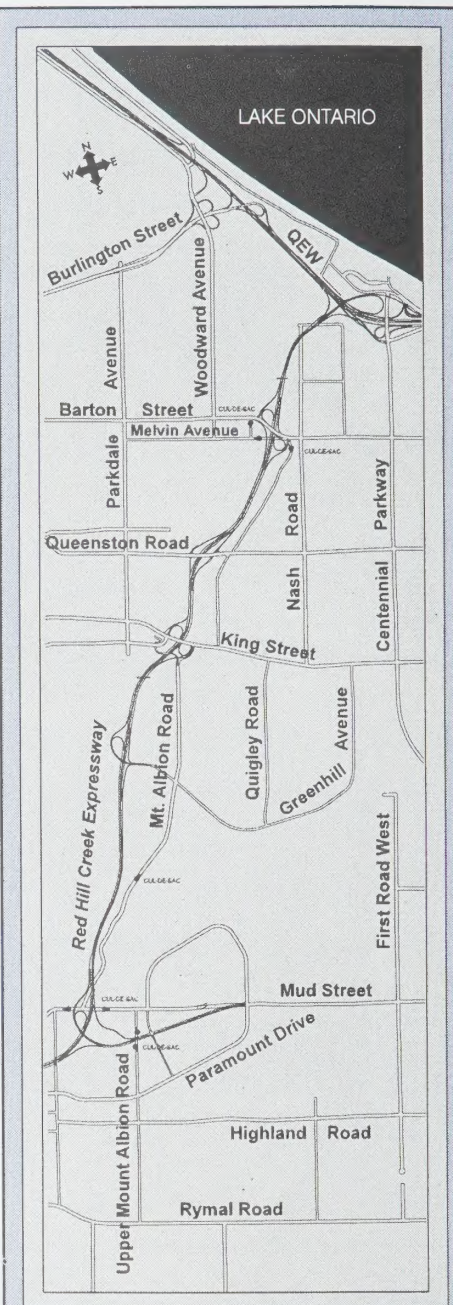 LAKE ONTARIO
N
W E
S
QEW
Burlington Street
Woodward Avenue
Parkdale Avenue
Barton Street
CUL-DE-SAC
Melvin Avenue
CUL-DE-SAC
Nash Road
Centennial Parkway
Queenston Road
King Street
Mt. Albion Road
Quigley Road
Greenhill Avenue
Red Hill Creek Expressway
CUL-DE-SAC
First Road West
CUL-DE-SAC
Mud Street
CUL-DE-SAC
Paramount Drive
Upper Mount Albion Road
Highland Road
Rymal Road